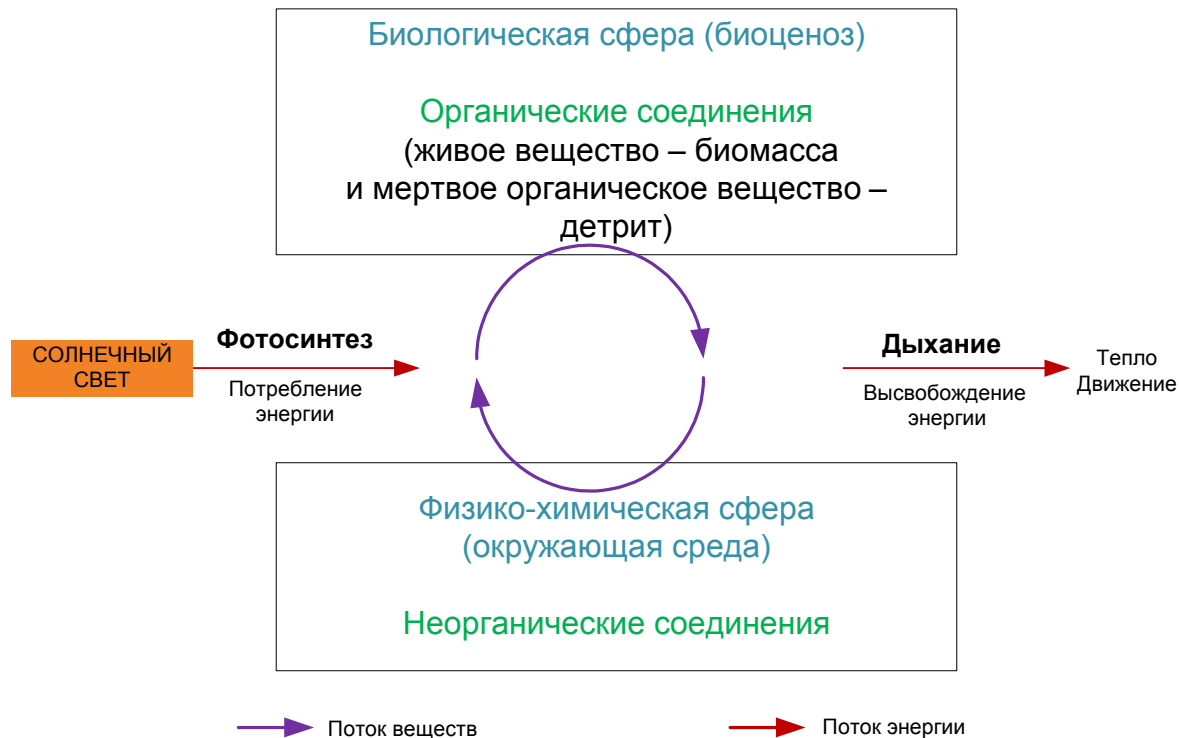 Биологическая сфера (биоценоз)
Органические соединения
(живое вещество – биомасса
и мертвое органическое вещество –
детрит)
СОЛНЕЧНЫЙ
СВЕТ
Фотосинтез
Потребление
энергии
Дыхание
Высвобождение
энергии
Тепло
Движение
Физико-химическая сфера
(окружающая среда)
Неорганические соединения
Поток веществ
Поток энергии